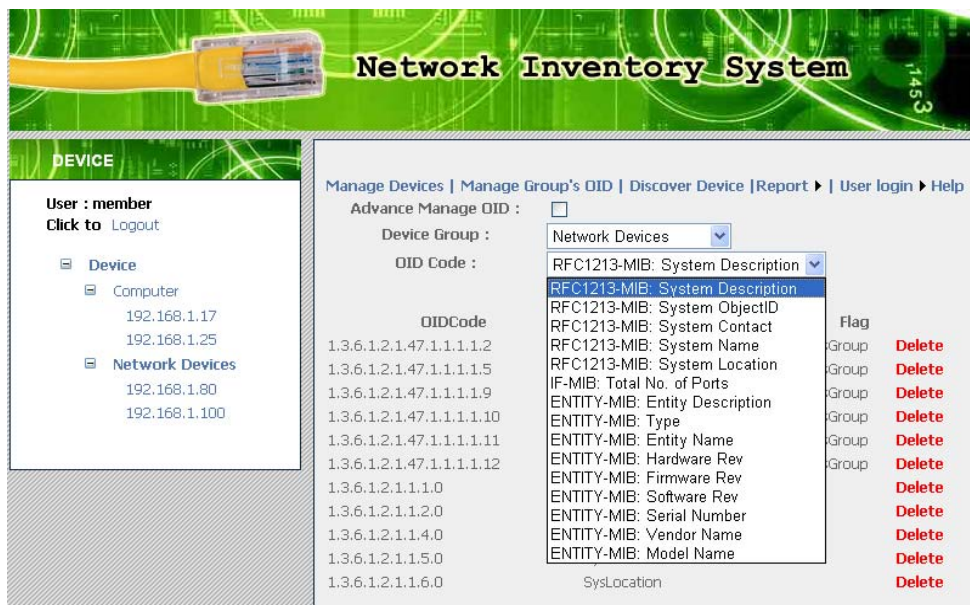 Network Inventory System
1453
DEVICE
User : member
Click to Logout
Device
Computer
192.168.1.17
192.168.1.25
Network Devices
192.168.1.80
192.168.1.100
Manage Devices | Manage Group's OID | Discover Device |Report | User login Help
Advance Manage OID :
Device Group : Network Devices
OID Code : RFC1213-MIB: System Description
RFC1213-MIB: System Description
RFC1213-MIB: System ObjectID
RFC1213-MIB: System Contact
RFC1213-MIB: System Name
RFC1213-MIB: System Location
IF-MIB: Total No. of Ports
ENTITY-MIB: Entity Description
ENTITY-MIB: Type
ENTITY-MIB: Entity Name
ENTITY-MIB: Hardware Rev
ENTITY-MIB: Firmware Rev
ENTITY-MIB: Software Rev
ENTITY-MIB: Serial Number
ENTITY-MIB: Vendor Name
ENTITY-MIB: Model Name
OIDCode Flag
1.3.6.1.2.1.47.1.1.1.1.2 Group Delete
1.3.6.1.2.1.47.1.1.1.1.5 Group Delete
1.3.6.1.2.1.47.1.1.1.1.9 Group Delete
1.3.6.1.2.1.47.1.1.1.1.10 Group Delete
1.3.6.1.2.1.47.1.1.1.1.11 Group Delete
1.3.6.1.2.1.47.1.1.1.1.12 Group Delete
1.3.6.1.2.1.1.1.0 Delete
1.3.6.1.2.1.1.2.0 Delete
1.3.6.1.2.1.1.4.0 Delete
1.3.6.1.2.1.1.5.0 Delete
1.3.6.1.2.1.1.6.0 SysLocation Delete